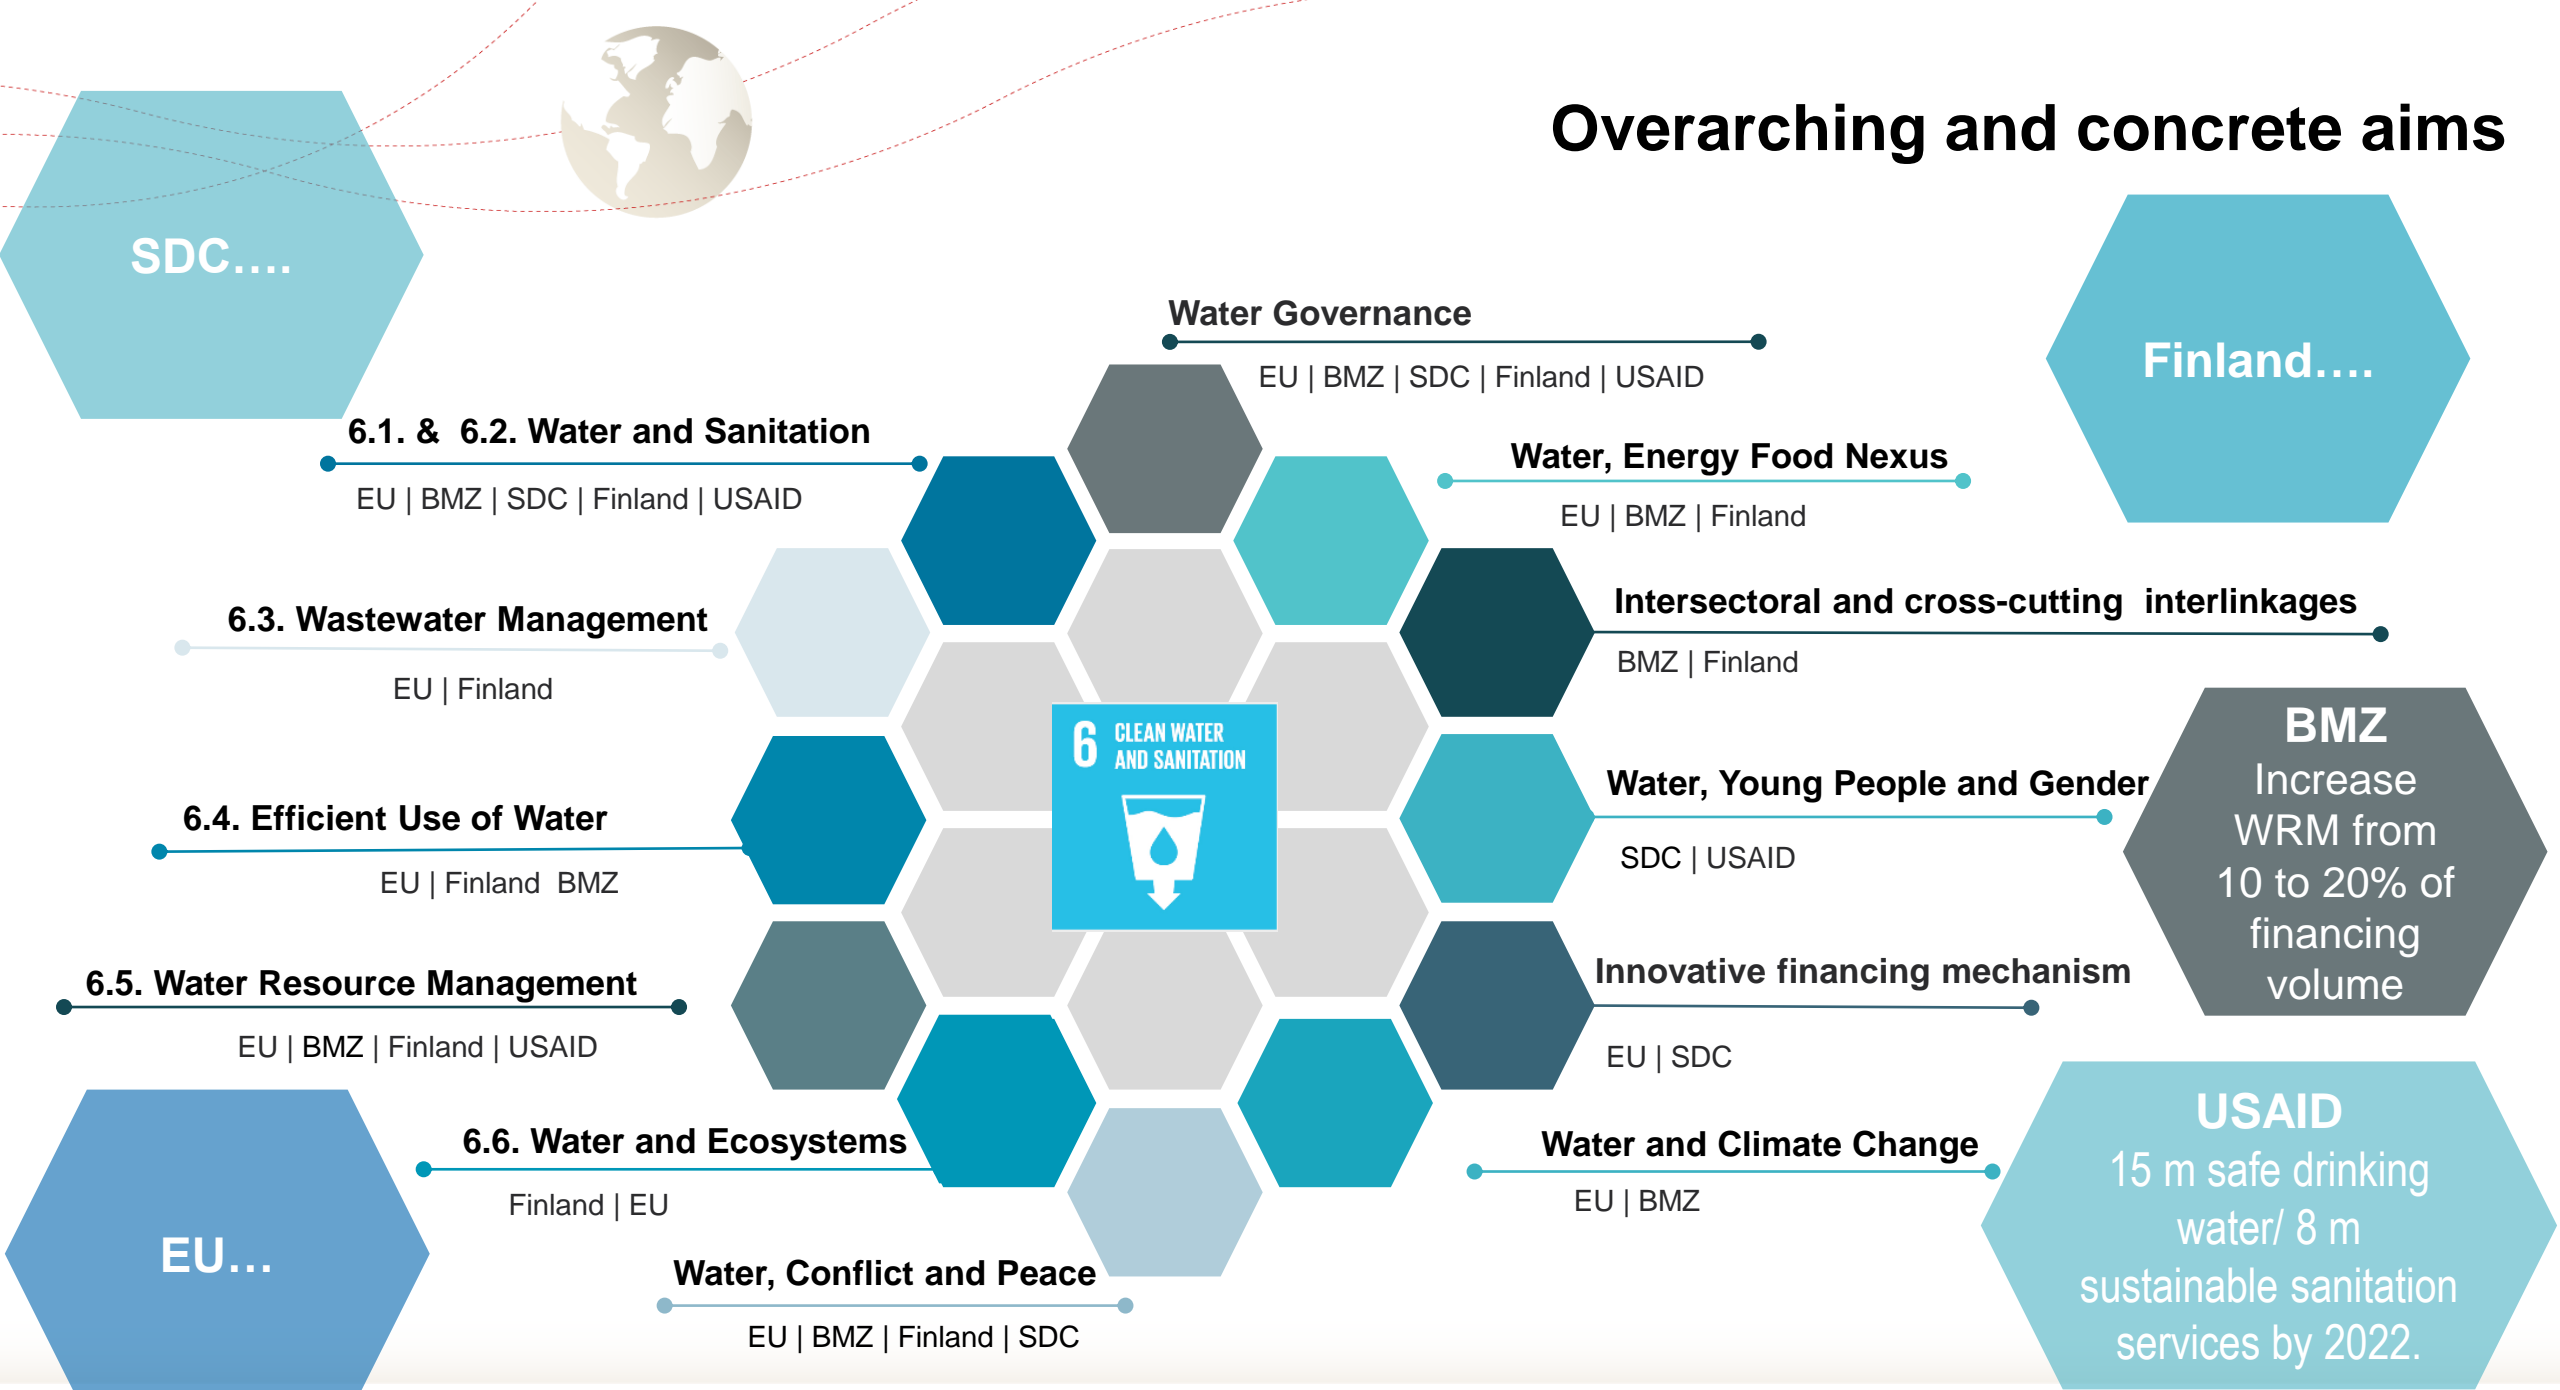 Overarching and concrete aims
SDC....
Finland....
Water Governance
EU | BMZ | SDC | Finland | USAID
6.1. &  6.2. Water and Sanitation
EU | BMZ | SDC | Finland | USAID
Water, Energy Food Nexus
EU | BMZ | Finland
6.3. Wastewater Management
EU | Finland
Intersectoral and cross-cutting  interlinkages
BMZ | Finland
6 CLEAN WATER
AND SANITATION
6.4. Efficient Use of Water
EU | Finland  BMZ
Water, Young People and Gender
SDC | USAID
BMZ
Increase
WRM from
10 to 20% of
financing
volume
6.5. Water Resource Management
EU | BMZ | Finland | USAID
Innovative financing mechanism
EU | SDC
6.6. Water and Ecosystems
Finland | EU
Water and Climate Change
EU | BMZ
USAID
15 m safe drinking
water/ 8 m
sustainable sanitation
services by 2022.
EU...
Water, Conflict and Peace
EU | BMZ | Finland | SDC